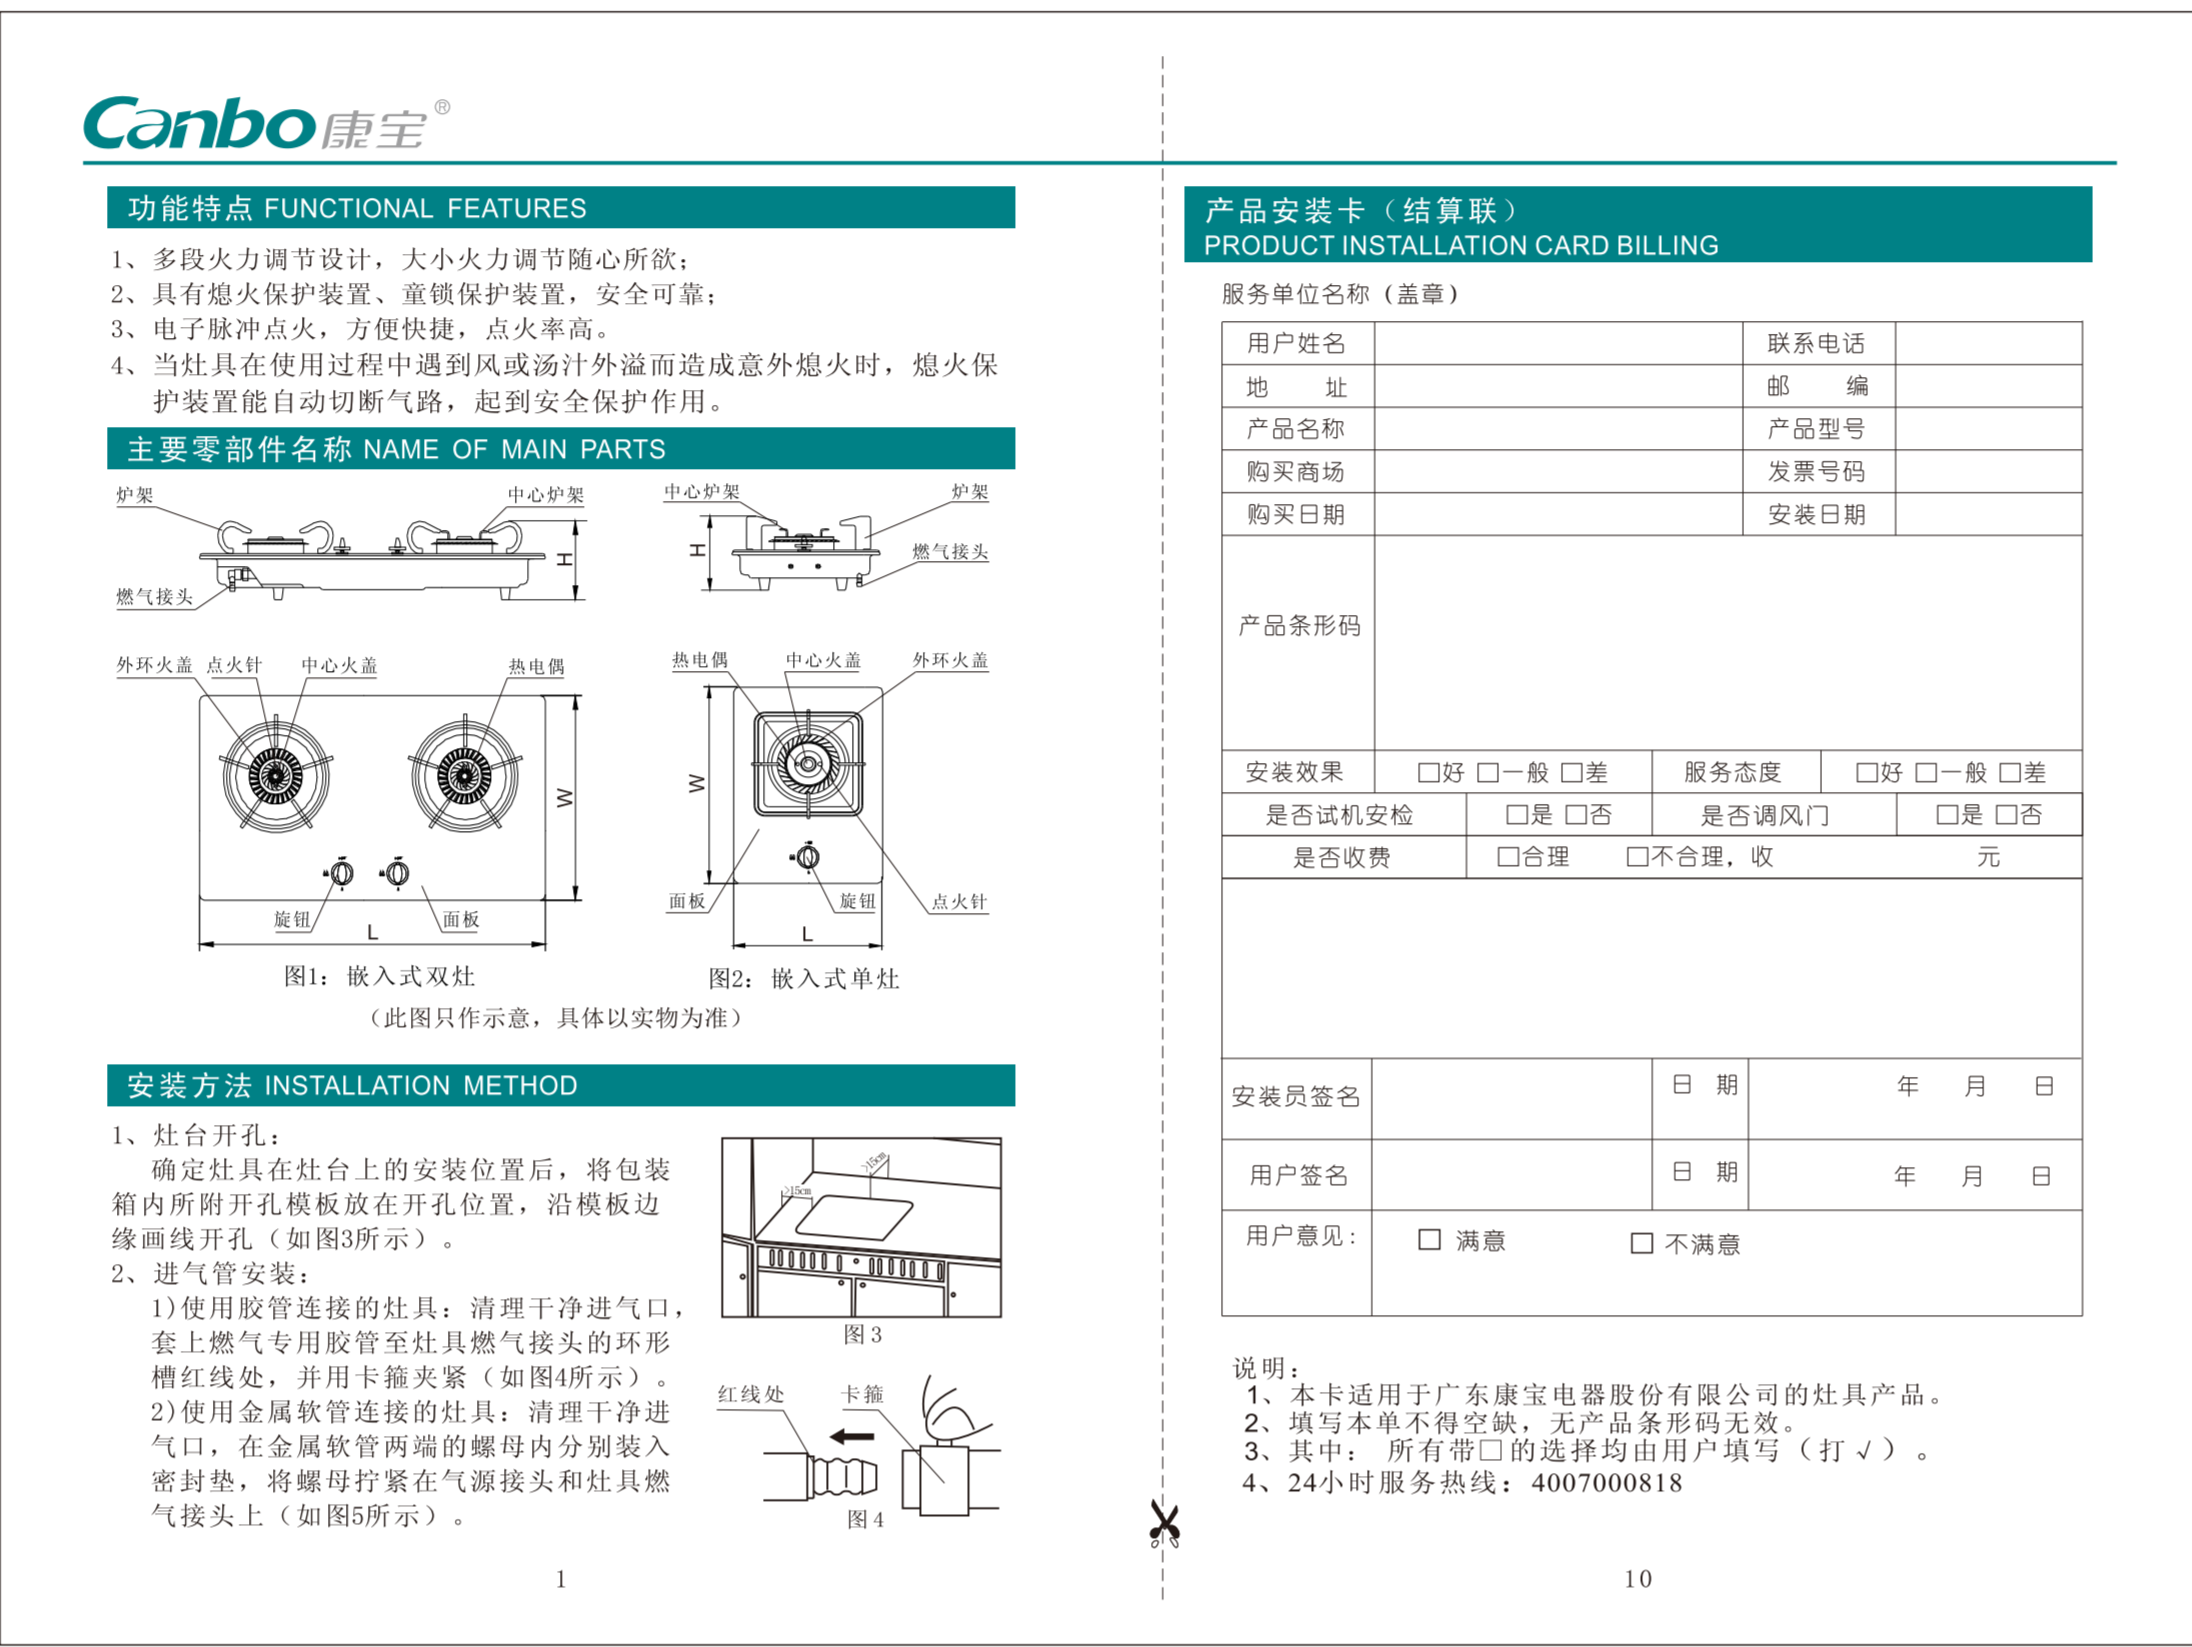 Canbo康宝®
功能特点 FUNCTIONAL FEATURES
1、多段火力调节设计，大小火力调节随心所欲；
2、具有熄火保护装置、童锁保护装置，安全可靠；
3、电子脉冲点火，方便快捷，点火率高。
4、当灶具在使用过程中遇到风或汤汁外溢而造成意外熄火时，熄火保
护装置能自动切断气路，起到安全保护作用。
主要零部件名称 NAME OF MAIN PARTS
炉架
中心炉架
H
燃气接头
中心炉架
炉架
H
燃气接头
外环火盖 点火针 中心火盖 热电偶
W
旋钮
面板
L
图1：嵌入式双灶
热电偶 中心火盖 外环火盖
W
面板
旋钮
点火针
L
图2：嵌入式单灶
（此图只作示意，具体以实物为准）
安装方法 INSTALLATION METHOD
1、灶台开孔：
确定灶具在灶台上的安装位置后，将包装
箱内所附开孔模板放在开孔位置，沿模板边
缘画线开孔（如图3所示）。
2、进气管安装：
1)使用胶管连接的灶具：清理干净进气口，
套上燃气专用胶管至灶具燃气接头的环形
槽红线处，并用卡箍夹紧（如图4所示）。
2)使用金属软管连接的灶具：清理干净进
气口，在金属软管两端的螺母内分别装入
密封垫，将螺母拧紧在气源接头和灶具燃
气接头上（如图5所示）。
>15cm
>15cm
图3
红线处
卡箍
图4
1
产品安装卡（结算联）
PRODUCT INSTALLATION CARD BILLING
服务单位名称（盖章）
用户姓名 联系电话
地 址 邮 编
产品名称 产品型号
购买商场 发票号码
购买日期 安装日期
产品条形码
安装效果 □好 □一般 □差 服务态度 □好 □一般 □差
是否试机安检 □是 □否 是否调风门 □是 □否
是否收费 □合理 □不合理，收 元
安装员签名 日 期 年 月 日
用户签名 日 期 年 月 日
用户意见： □ 满意 □ 不满意
说明：
1、本卡适用于广东康宝电器股份有限公司的灶具产品。
2、填写本单不得空缺，无产品条形码无效。
3、其中： 所有带□的选择均由用户填写（打√）。
4、24小时服务热线：4007000818
10